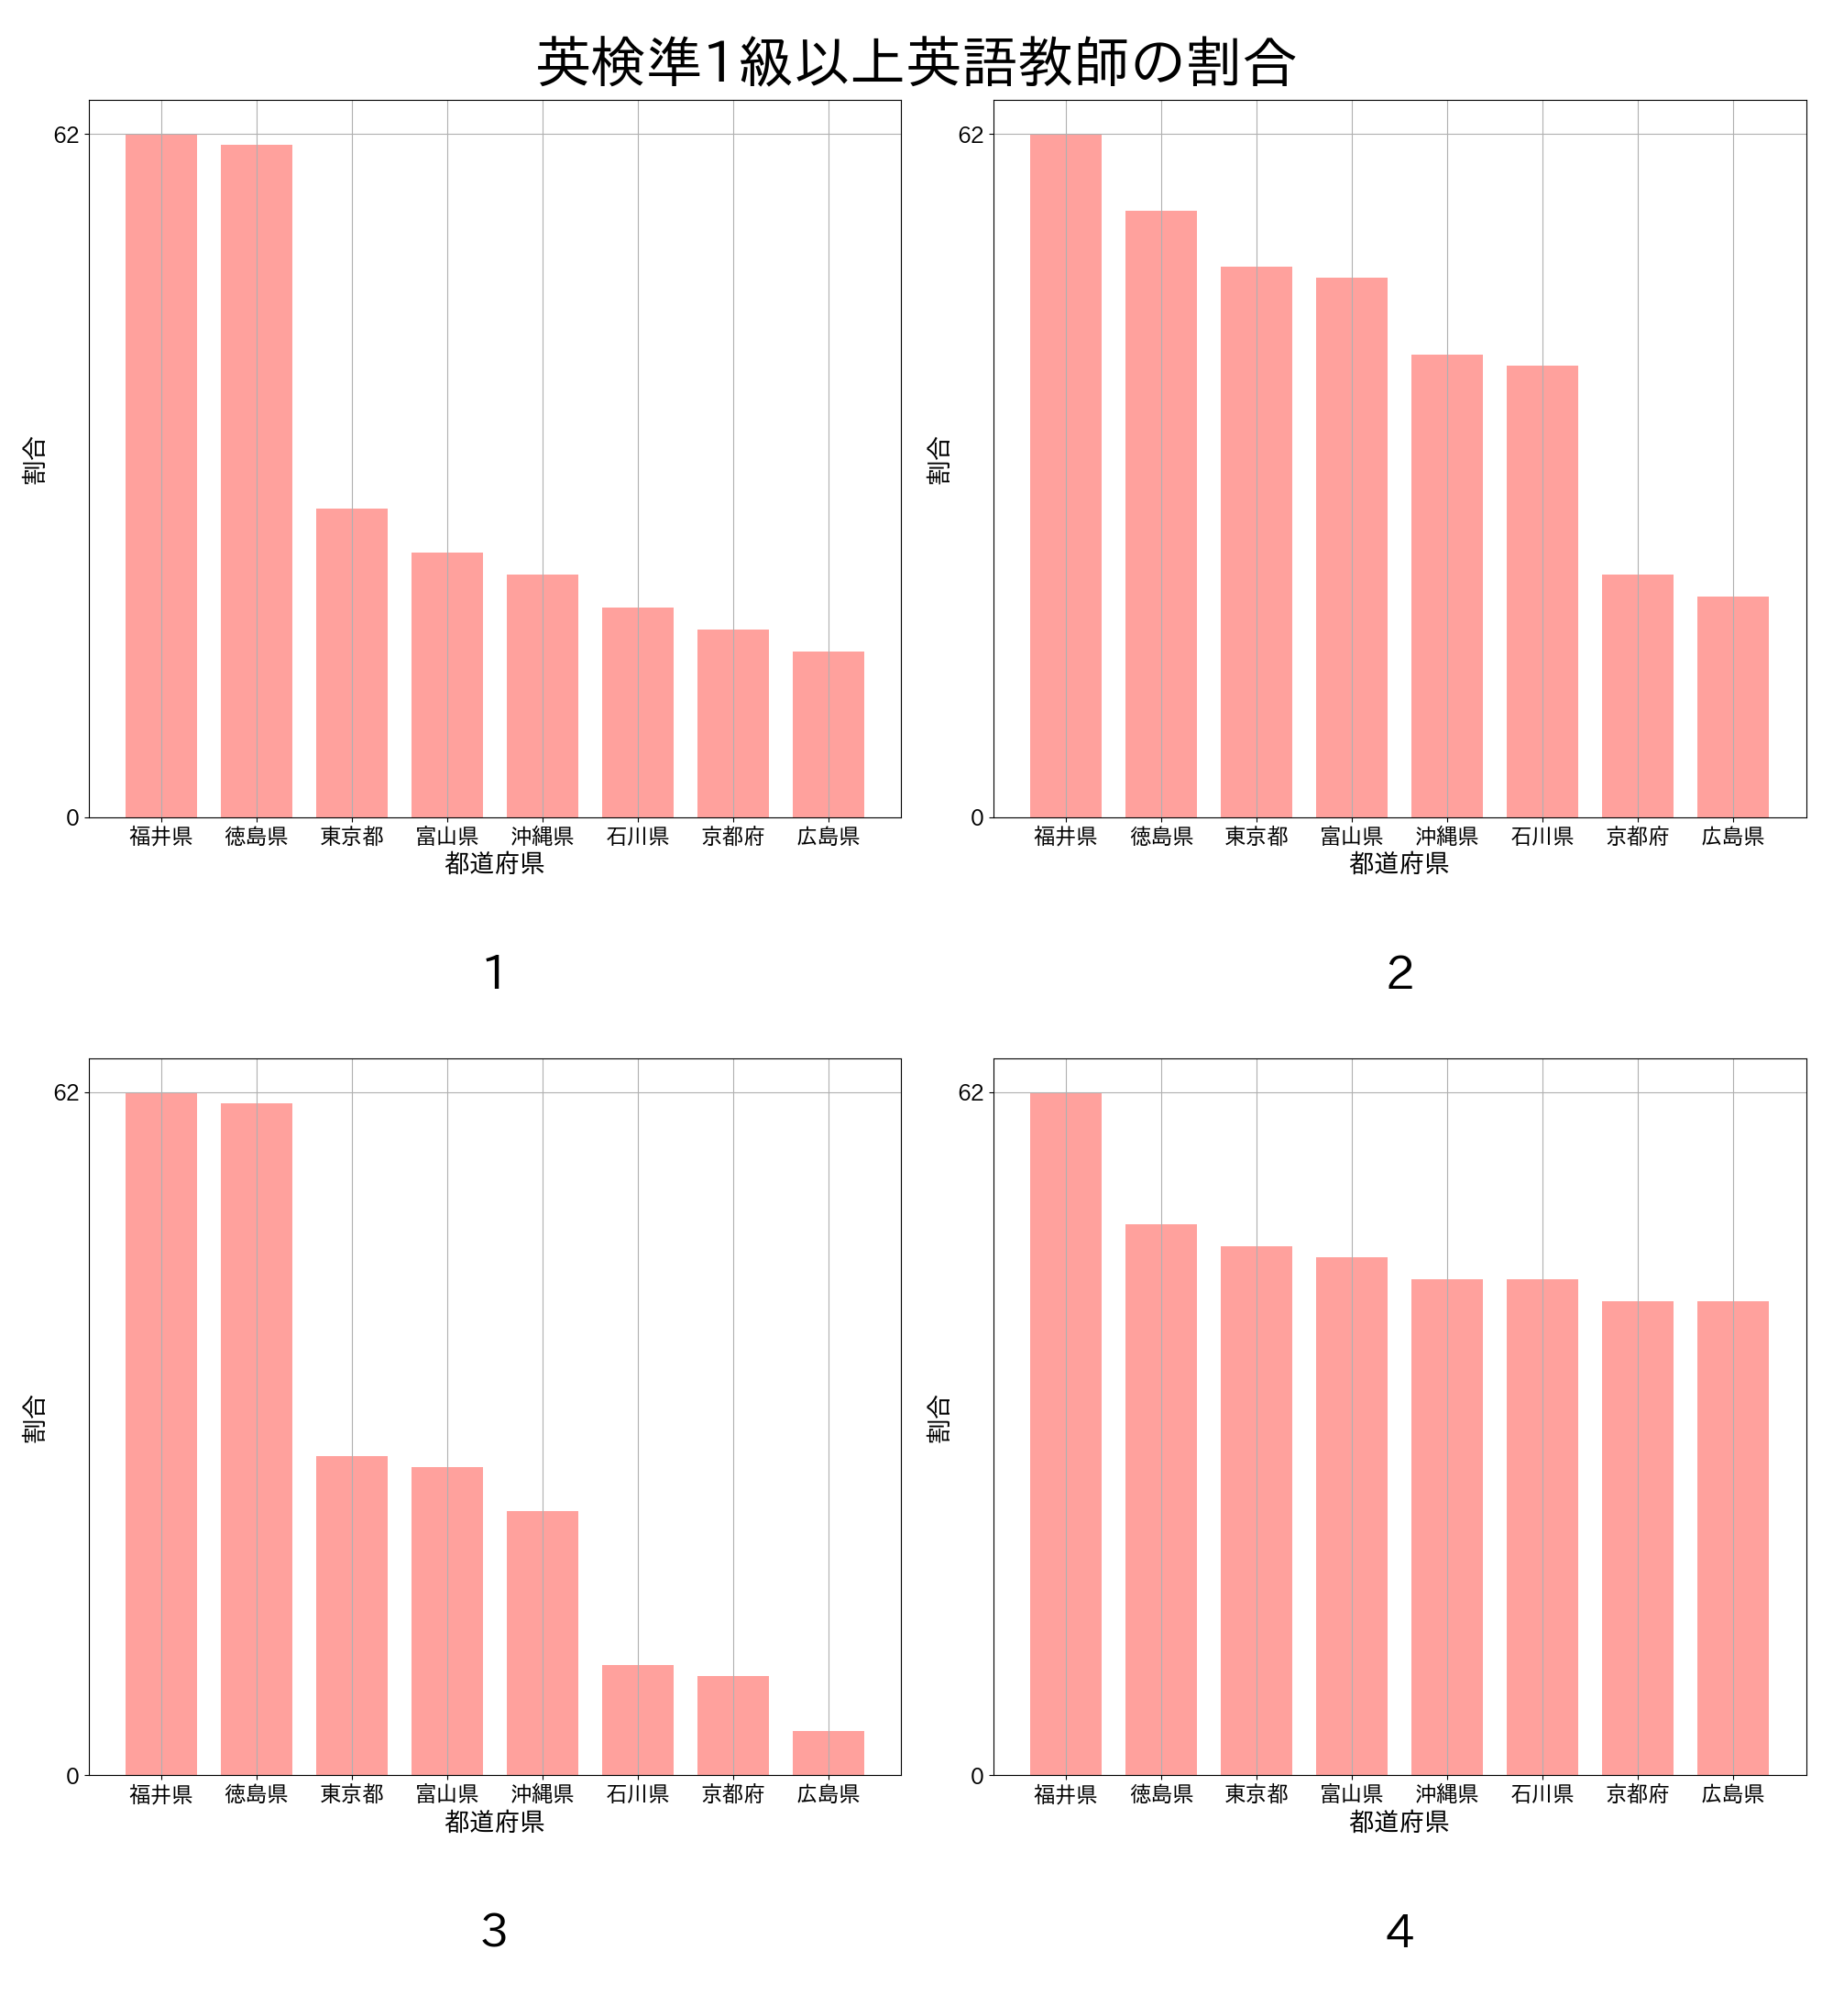 英検準1級以上英語教師の割合
62
0
割合
福井県 徳島県 東京都 富山県 沖縄県 石川県 京都府 広島県
都道府県
1
62
0
割合
福井県 徳島県 東京都 富山県 沖縄県 石川県 京都府 広島県
都道府県
2
62
0
割合
福井県 徳島県 東京都 富山県 沖縄県 石川県 京都府 広島県
都道府県
3
62
0
割合
福井県 徳島県 東京都 富山県 沖縄県 石川県 京都府 広島県
都道府県
4